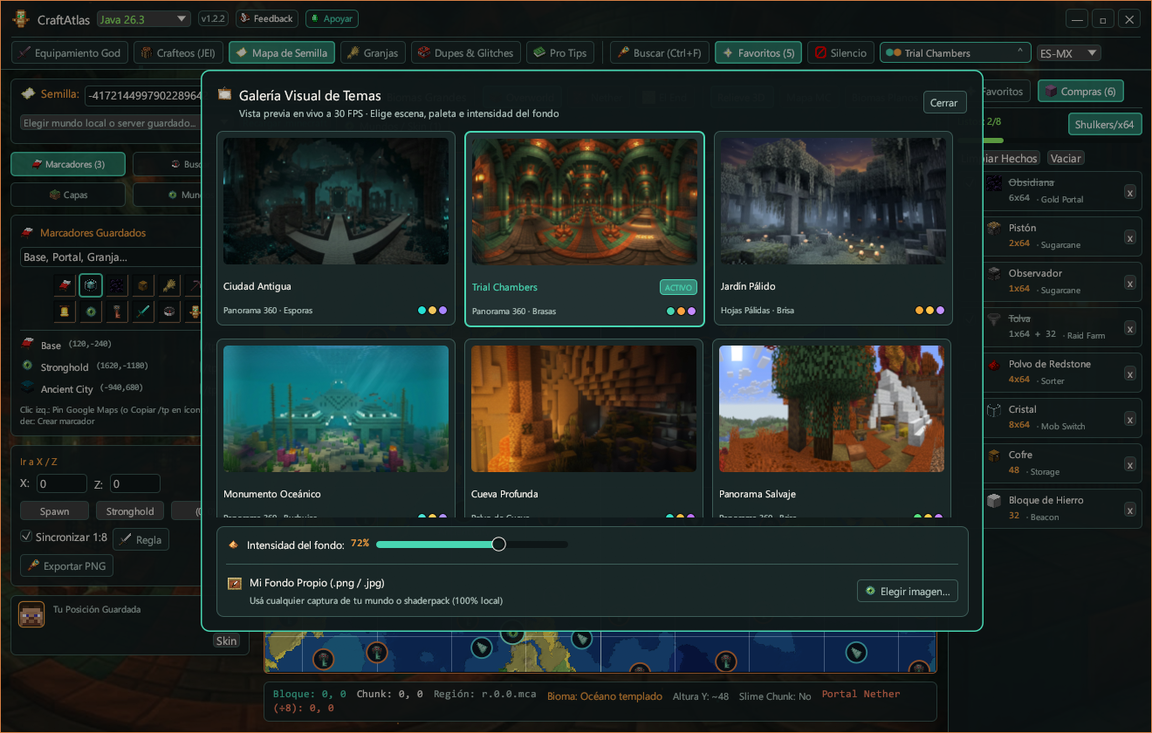 CraftAtlas
Java 26.3
v1.2.2
Feedback
Apoyar
Equipamiento God
Crafteos (JEI)
Mapa de Semilla
Granjas
Dupes & Glitches
Pro Tips
Buscar (Ctrl+F)
Favoritos (5)
Silencio
Trial Chambers
ES-MX
Semilla:
-417214499790228964
Elegir mundo local o server guardado...
Marcadores (3)
Capas
Marcadores Guardados
Base, Portal, Granja...
Base (120,-240)
Stronghold (1620,-1180)
Ancient City (-940,680)
Clic izq.: Pin Google Maps (o Copiar /tp en icon
der: Crear marcador
Ir a X / Z
X: 0 Z: 0
Spawn
Stronghold
Sincronizar 1:8
Regla
Exportar PNG
Tu Posición Guardada
Skin
Galería Visual de Temas
Vista previa en vivo a 30 FPS · Elige escena, paleta e intensidad del fondo
Cerrar
Ciudad Antigua
Panorama 360 · Esporas
Trial Chambers
ACTIVO
Panorama 360 · Brasas
Jardín Pálido
Hojas Pálidas · Brisa
Monumento Oceánico
Cueva Profunda
Panorama Salvaje
Intensidad del fondo: 72%
Mi Fondo Propio (.png / .jpg)
Usá cualquier captura de tu mundo o shaderpack (100% local)
Elegir imagen...
Favoritos
Compras (6)
2/8
Shulkers/x64
iar Hechos
Vaciar
Obsidiana
6x64 · Gold Portal
x
Pistón
2x64 · Sugarcane
x
Observador
1x64 · Sugarcane
x
Tolva
1x64 + 32 · Raid Farm
x
Polvo de Redstone
4x64 · Sorter
x
Cristal
8x64 · Mob Switch
x
Cofre
48 · Storage
x
Bloque de Hierro
32 · Beacon
x
Bloque: 0, 0 Chunk: 0, 0 Región: r.0.0.mca Bioma: Océano templado Altura Y: ~48 Slime Chunk: No Portal Nether
(÷8): 0, 0